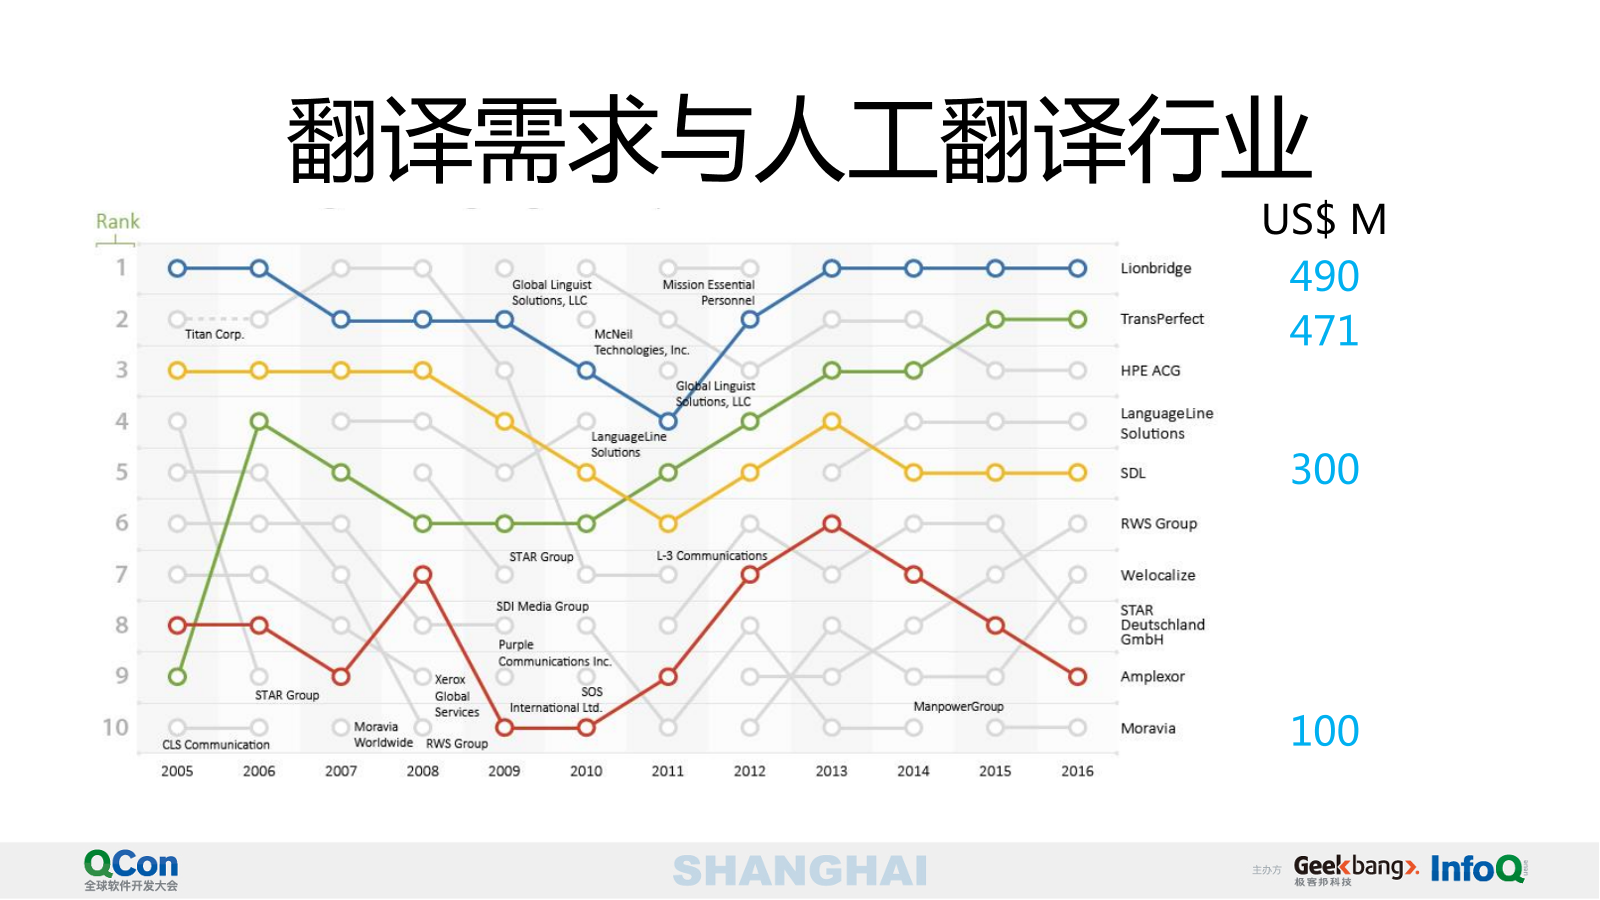 翻译需求与人工翻译行业
US$ M
Rank
1
2
3
4
5
6
7
8
9
10
Titan Corp.
Global Linguist
Solutions, LLC
Mission Essential
Personnel
McNeil
Technologies, Inc.
Global Linguist
Solutions, LLC
LanguageLine
Solutions
STAR Group
L-3 Communications
SDI Media Group
Purple
Communications Inc.
STAR Group
Xerox
Global
Services
SOS
International Ltd.
ManpowerGroup
Moravia
Worldwide
RWS Group
CLS Communication
Lionbridge
TransPerfect
HPE ACG
LanguageLine
Solutions
SDL
RWS Group
Welocalize
STAR
Deutschland
GmbH
Amplexor
Moravia
490
471
300
100
2005 2006 2007 2008 2009 2010 2011 2012 2013 2014 2015 2016
QCon
全球软件开发大会
SHANGHAI
主办方
Geekbang
极客邦科技
InfoQ